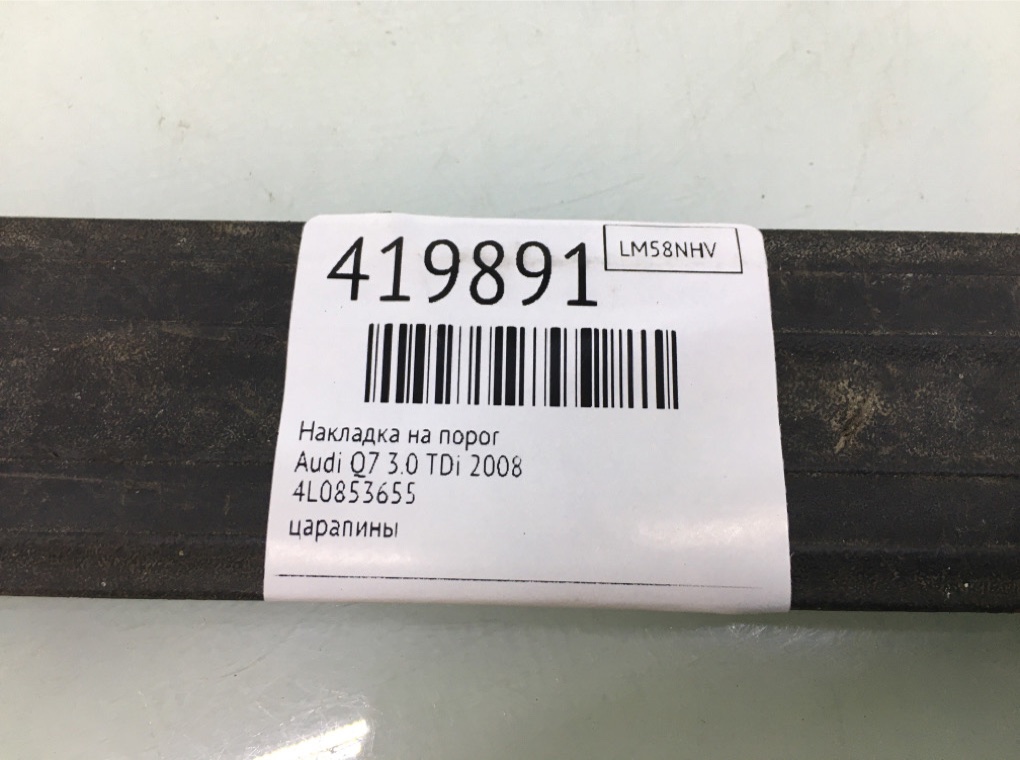 419891
LM58NHV
Накладка на порог
Audi Q7 3.0 TDi 2008
4L0853655
царапины